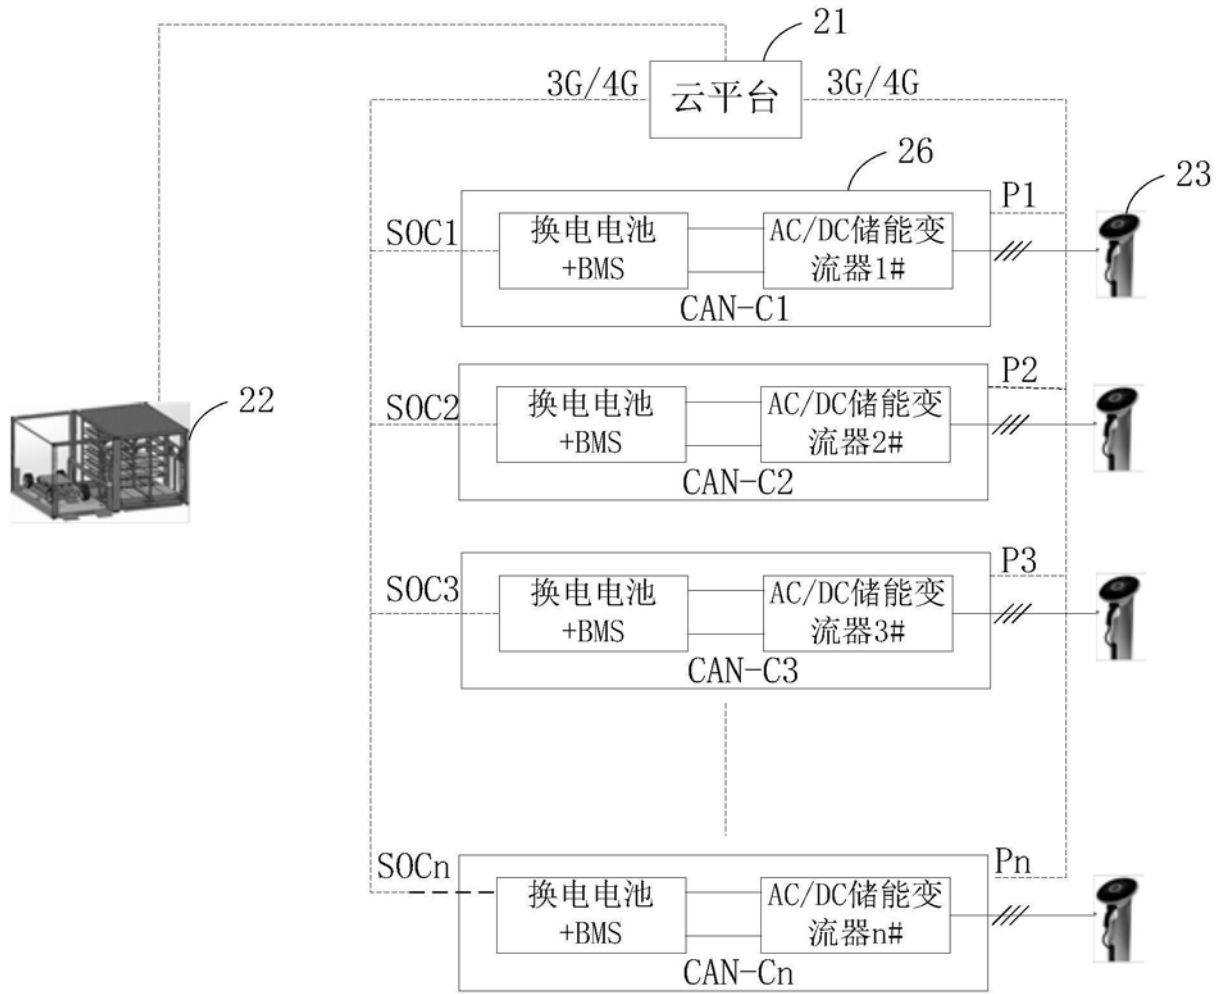 21
3G/4G
云平台
3G/4G
26
23
P1
SOC1
换电电池
+BMS
AC/DC储能变
流器1#
CAN-C1
22
P2
SOC2
换电电池
+BMS
AC/DC储能变
流器2#
CAN-C2
P3
SOC3
换电电池
+BMS
AC/DC储能变
流器3#
CAN-C3
Pn
SOCn
换电电池
+BMS
AC/DC储能变
流器n#
CAN-Cn